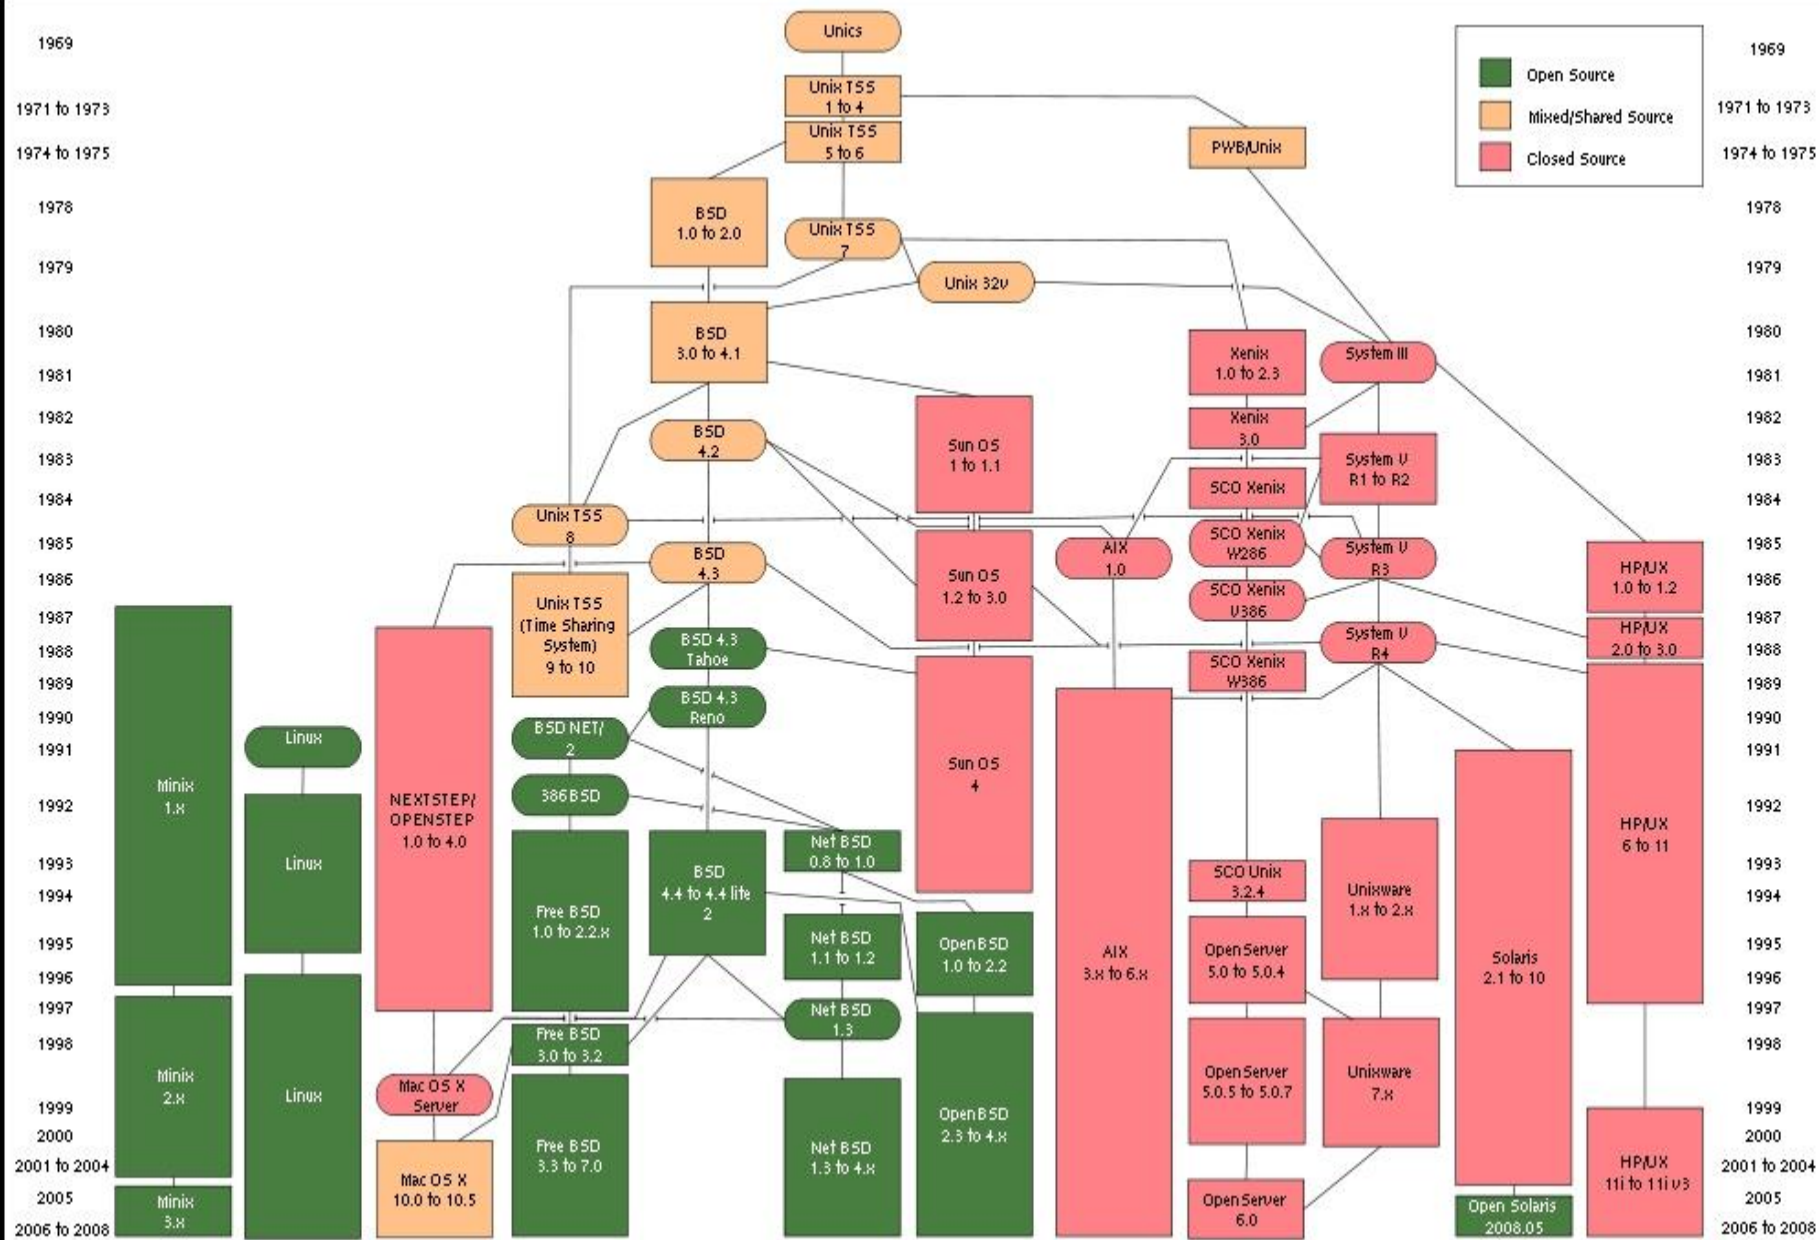 Unics
1969
1969
Open Source
Mixed/Shared Source
Closed Source
Unix TSS
1 to 4
1971 to 1973
1971 to 1973
Unix TSS
5 to 6
PWB/Unix
1974 to 1975
1974 to 1975
BSD
1.0 to 2.0
1978
1978
Unix TSS
7
1979
1979
Unix 32v
BSD
3.0 to 4.1
1980
1980
Xenix
1.0 to 2.3
System III
1981
1981
1982
1982
Xenix
3.0
BSD
4.2
Sun OS
1 to 1.1
1983
1983
System V
R1 to R2
SCO Xenix
1984
1984
Unix TSS
8
SCO Xenix
W286
1985
1985
AIX
1.0
System V
R3
BSD
4.3
HP/UX
1.0 to 1.2
Sun OS
1.2 to 3.0
1986
1986
SCO Xenix
V386
Unix TSS
(Time Sharing
System)
9 to 10
1987
1987
HP/UX
2.0 to 3.0
BSD 4.3
Tahoe
System V
R4
1988
1988
SCO Xenix
W386
1989
1989
BSD 4.3
Reno
1990
1990
BSD NET/
2
Linux
1991
1991
Sun OS
4
Minix
1.x
386BSD
NEXTSTEP/
OPENSTEP
1.0 to 4.0
1992
1992
HP/UX
6 to 11
Net BSD
0.8 to 1.0
Linux
1993
1993
BSD
4.4 to 4.4 lite
2
SCO Unix
3.2.4
Unixware
1.x to 2.x
1994
1994
Free BSD
1.0 to 2.2.x
Net BSD
1.1 to 1.2
Open BSD
1.0 to 2.2
AIX
3.x to 6.x
Open Server
5.0 to 5.0.4
Solaris
2.1 to 10
1995
1995
1996
1996
1997
1997
Net BSD
1.3
Free BSD
3.0 to 3.2
1998
1998
Minix
2.x
Linux
Mac OS X
Server
Open Server
5.0.5 to 5.0.7
Unixware
7.x
1999
1999
Open BSD
2.3 to 4.x
2000
2000
Free BSD
3.3 to 7.0
Net BSD
1.3 to 4.x
2001 to 2004
2001 to 2004
HP/UX
11i to 11i v3
Mac OS X
10.0 to 10.5
2005
2005
Minix
3.x
Open Server
6.0
Open Solaris
2008.05
2006 to 2008
2006 to 2008